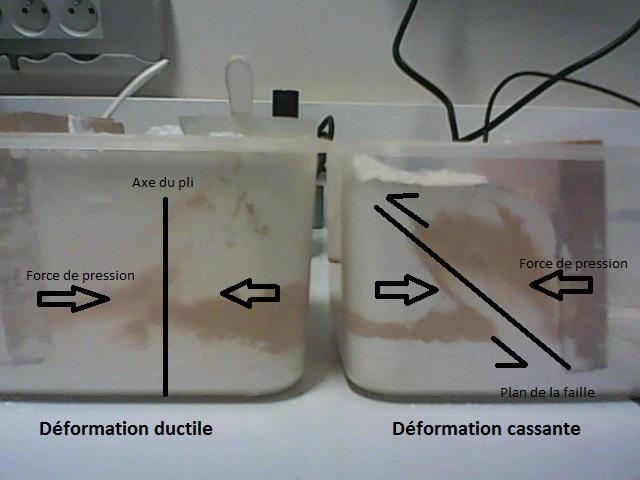 Axe du pli
Force de pression
Force de pression
Plan de la faille
Déformation ductile
Déformation cassante